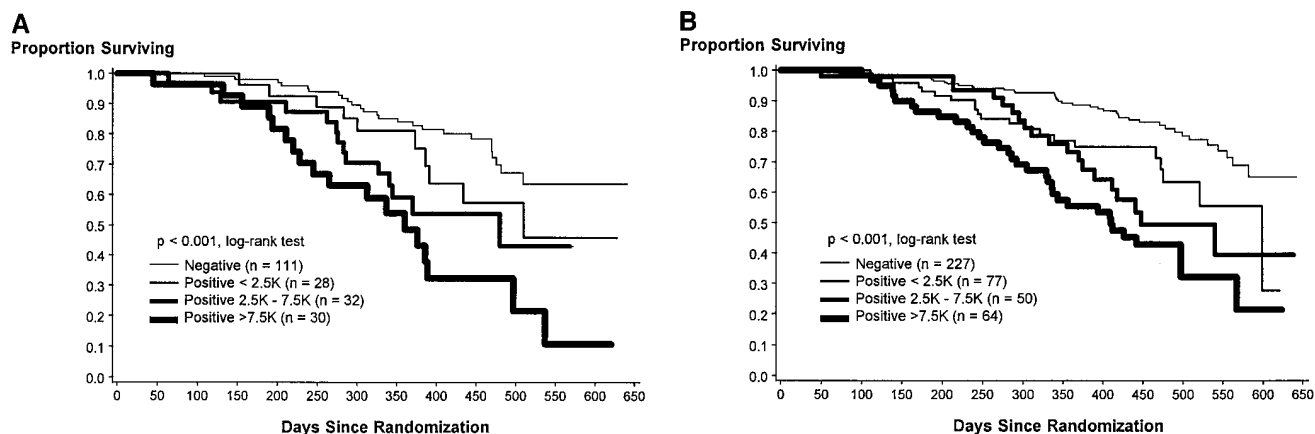 A
Proportion Surviving
1.0
0.9
0.8
0.7
0.6
0.5
0.4
0.3
0.2
0.1
0.0
p < 0.001, log-rank test
Negative (n = 111)
Positive < 2.5K (n = 28)
Positive 2.5K - 7.5K (n = 32)
Positive >7.5K (n = 30)
0 50 100 150 200 250 300 350 400 450 500 550 600 650
Days Since Randomization
B
Proportion Surviving
1.0
0.9
0.8
0.7
0.6
0.5
0.4
0.3
0.2
0.1
0.0
p < 0.001, log-rank test
Negative (n = 227)
Positive < 2.5K (n = 77)
Positive 2.5K - 7.5K (n = 50)
Positive >7.5K (n = 64)
0 50 100 150 200 250 300 350 400 450 500 550 600 650
Days Since Randomization